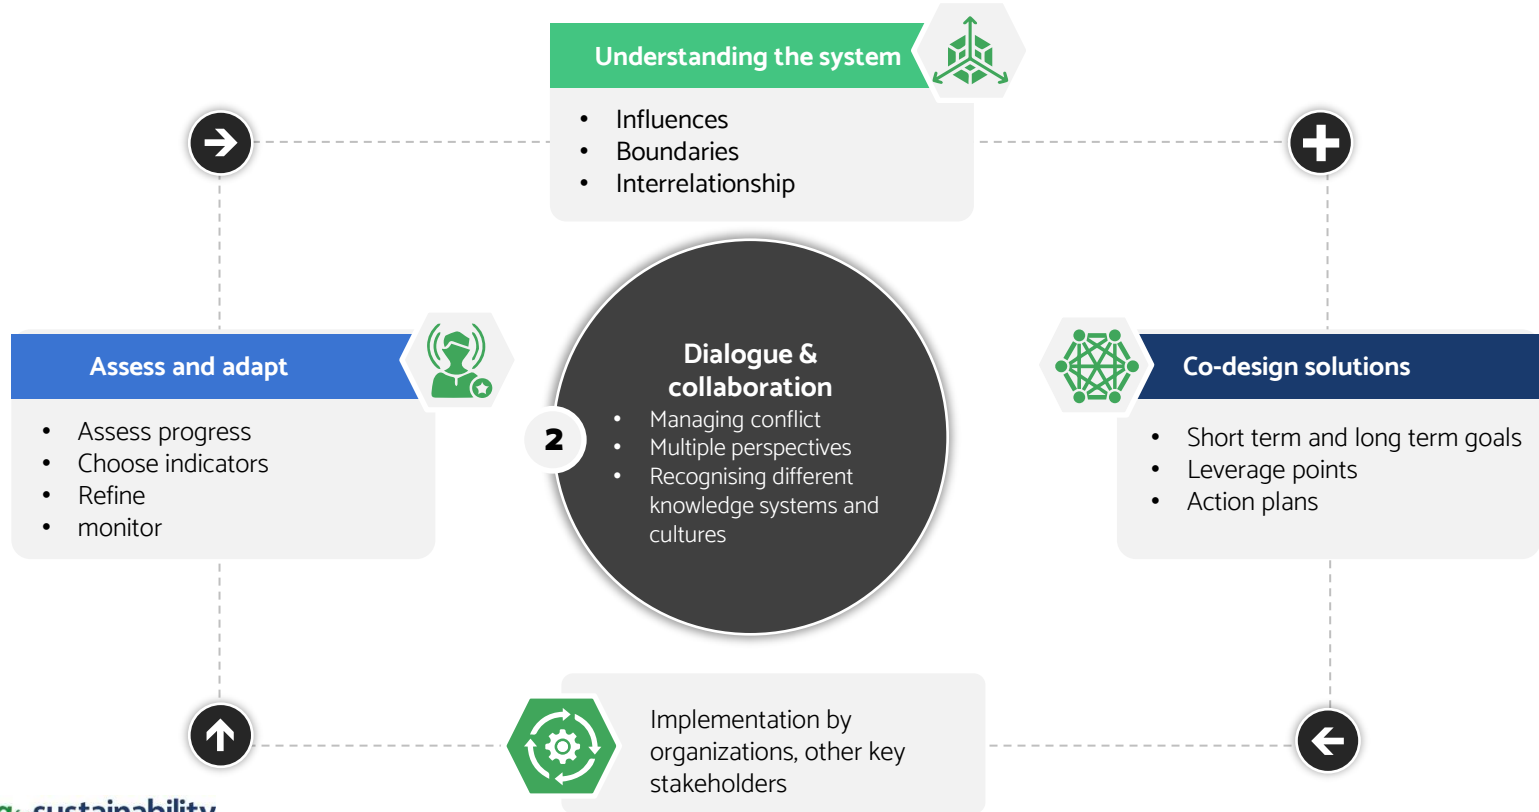 Understanding the system
• Influences
• Boundaries
• Interrelationship
Assess and adapt
• Assess progress
• Choose indicators
• Refine
• monitor
2
Dialogue &
collaboration
• Managing conflict
• Multiple perspectives
• Recognising different
knowledge systems and
cultures
Co-design solutions
• Short term and long term goals
• Leverage points
• Action plans
Implementation by
organizations, other key
stakeholders
sustainability